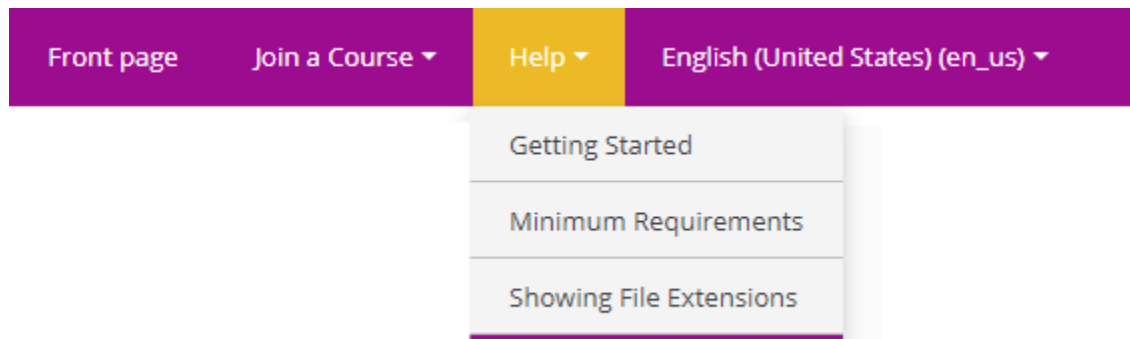 Front page Join a Course Help English (United States) (en_us)
Getting Started
Minimum Requirements
Showing File Extensions